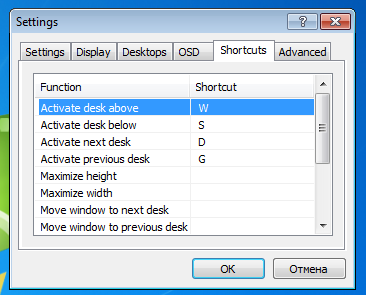 Settings
Settings Display Desktops OSD Shortcuts Advanced
Function Shortcut
Activate desk above W
Activate desk below S
Activate next desk D
Activate previous desk G
Maximize height
Maximize width
Move window to next desk
Move window to previous desk
OK Отмена